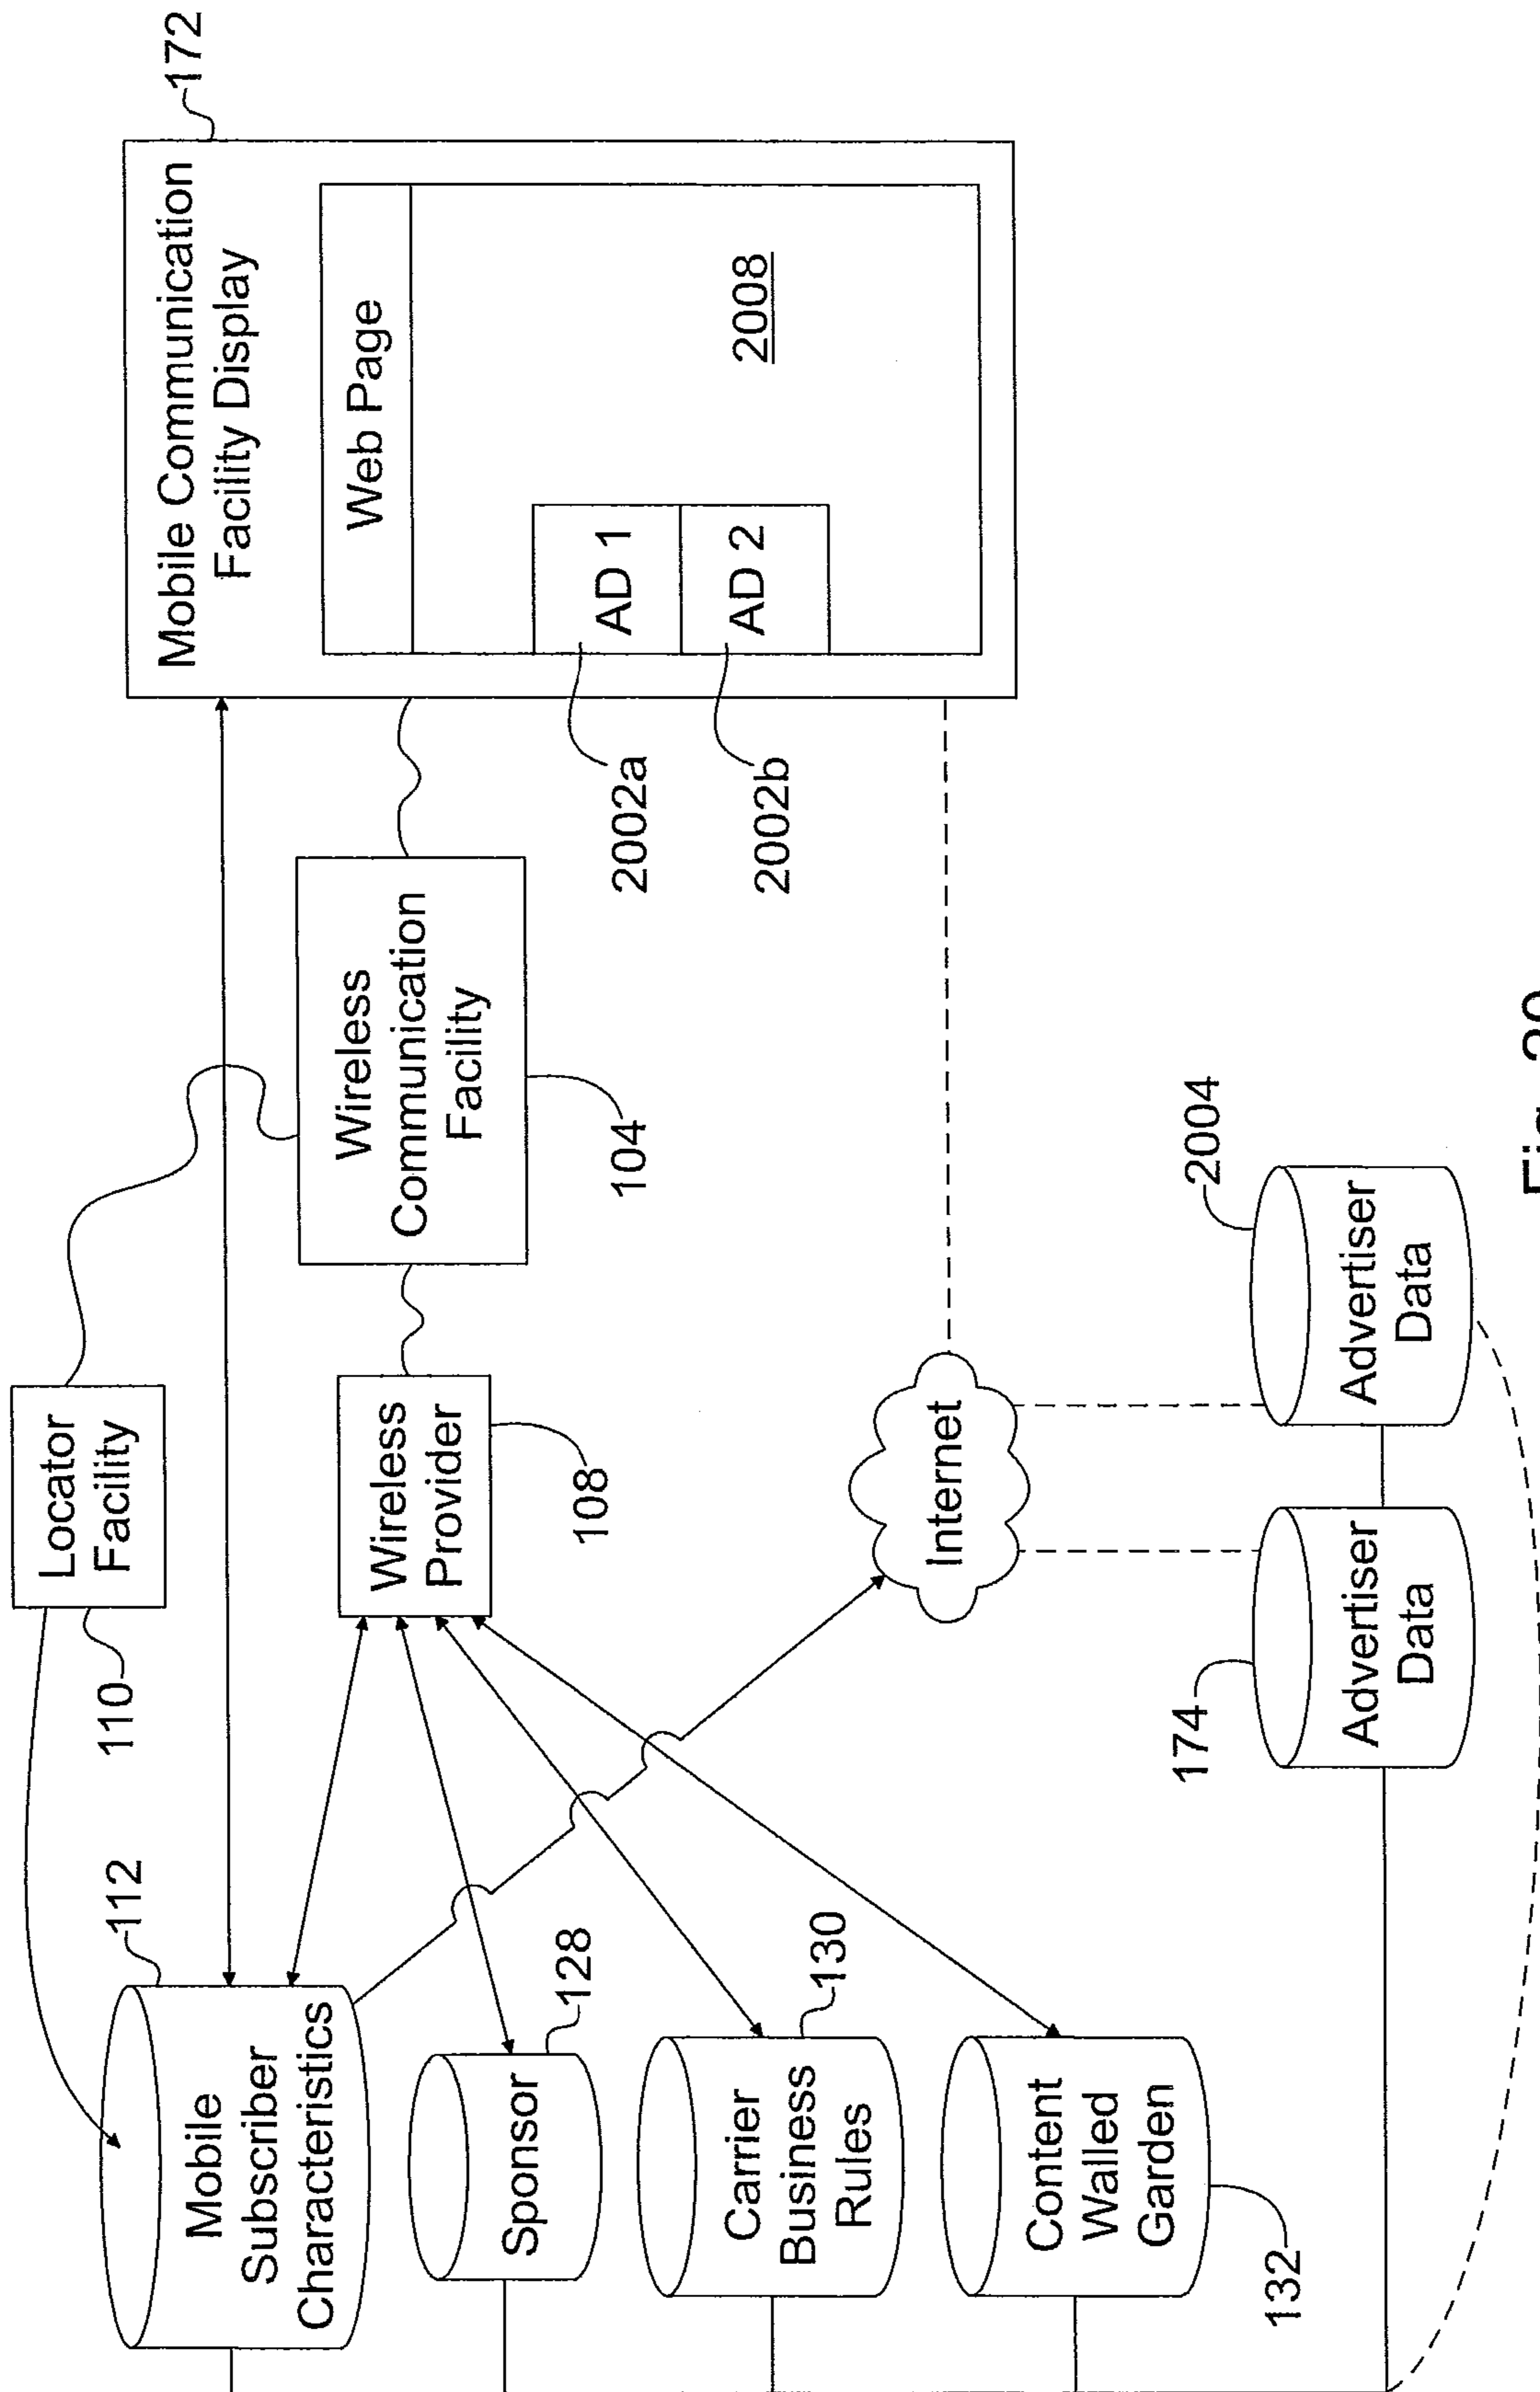 Mobile
Subscriber
Characteristics
112
Locator
Facility
110
Mobile Communication
Facility Display
172
Web Page
2008
AD 1
AD 2
2002a
2002b
Wireless
Communication
Facility
104
Wireless
Provider
108
Sponsor
128
Carrier
Business
Rules
130
Content
Walled
Garden
132
Internet
Advertiser
Data
174
Advertiser
Data
2004
Fig. 20